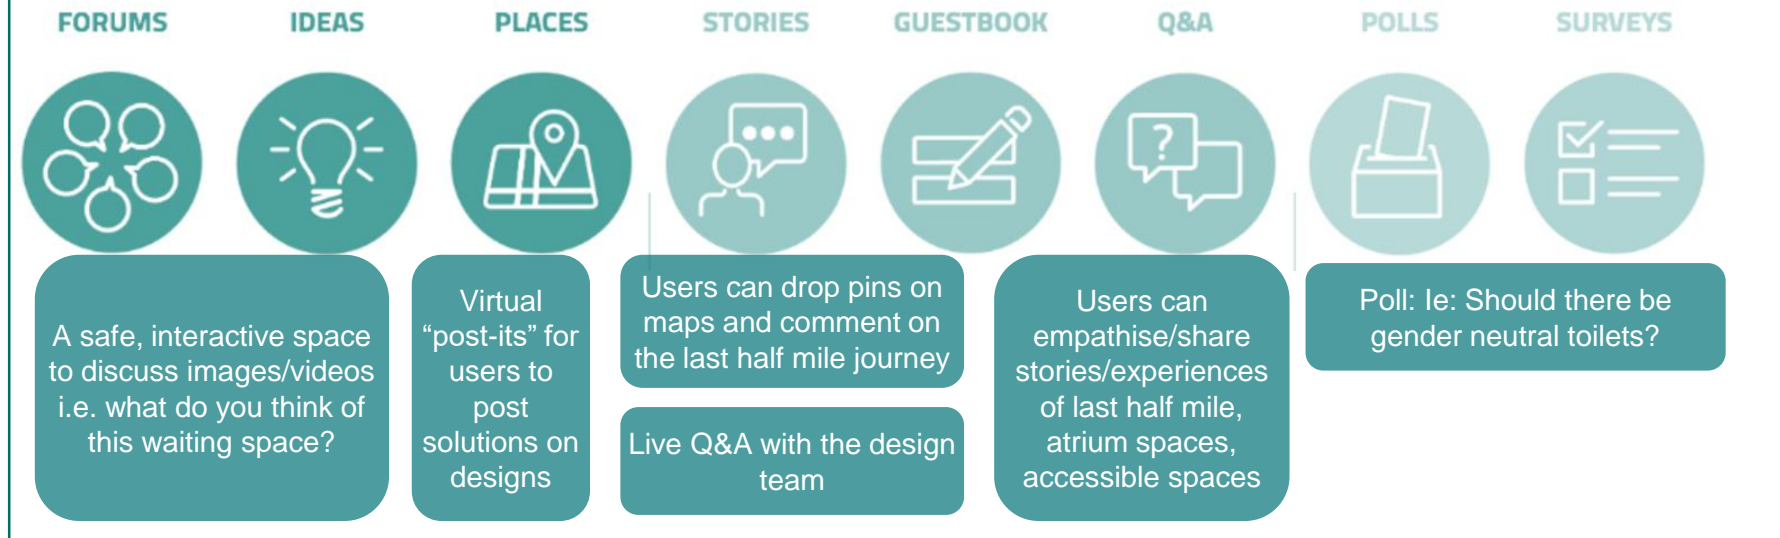 FORUMS IDEAS PLACES STORIES GUESTBOOK Q&A POLLS SURVEYS
?
A safe, interactive space
to discuss images/videos
i.e. what do you think of
this waiting space?
Virtual
“post-its” for
users to
post
solutions on
designs
Users can drop pins on
maps and comment on
the last half mile journey
Live Q&A with the design
team
Users can
empathise/share
stories/experiences
of last half mile,
atrium spaces,
accessible spaces
Poll: Ie: Should there be
gender neutral toilets?